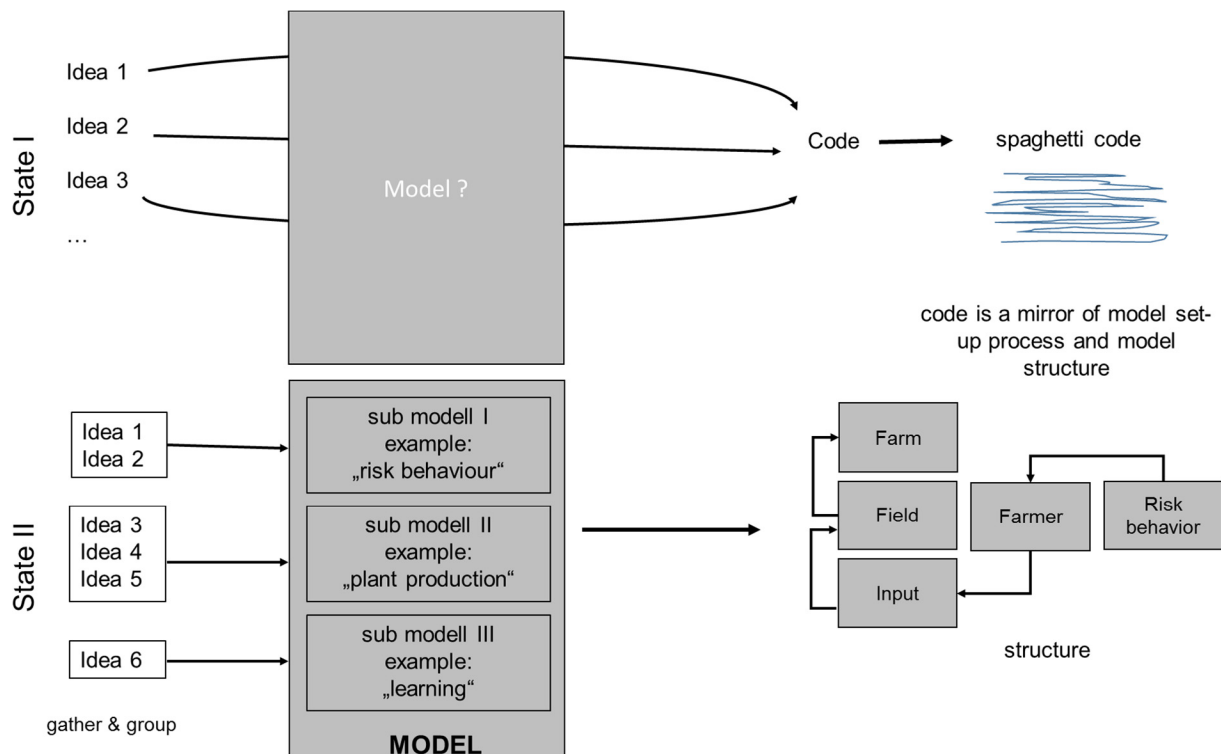 State I
Idea 1
Idea 2
Idea 3
...
Model ?
Code
spaghetti code
code is a mirror of model set-
up process and model
structure
State II
Idea 1
Idea 2
Idea 3
Idea 4
Idea 5
Idea 6
gather & group
sub modell I
example:
„risk behaviour“
sub modell II
example:
„plant production“
sub modell III
example:
„learning“
MODEL
Farm
Field
Input
Farmer
Risk
behavior
structure